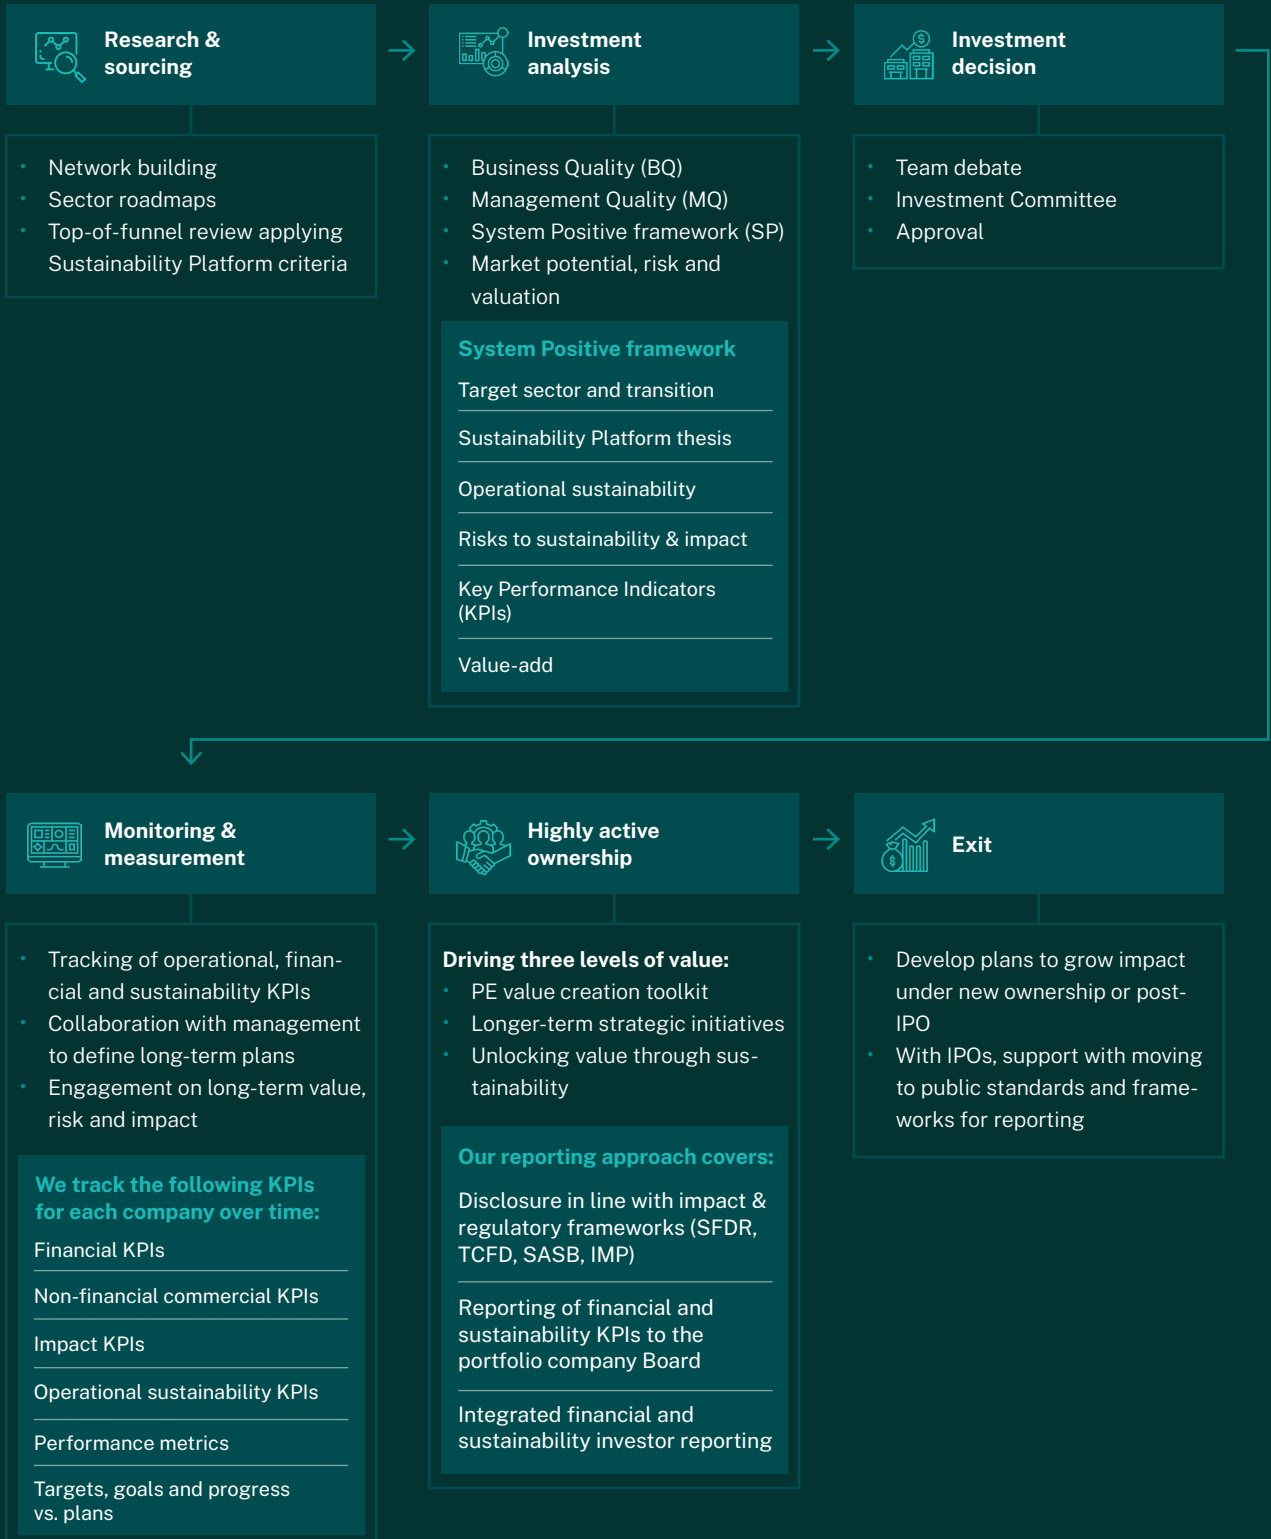 Research &
sourcing
• Network building
• Sector roadmaps
• Top-of-funnel review applying
Sustainability Platform criteria
Investment
analysis
• Business Quality (BQ)
• Management Quality (MQ)
• System Positive framework (SP)
• Market potential, risk and
valuation
System Positive framework
Target sector and transition
Sustainability Platform thesis
Operational sustainability
Risks to sustainability & impact
Key Performance Indicators
(KPIs)
Value-add
Investment
decision
• Team debate
• Investment Committee
• Approval
Monitoring &
measurement
• Tracking of operational, finan-
cial and sustainability KPIs
• Collaboration with management
to define long-term plans
• Engagement on long-term value,
risk and impact
We track the following KPIs
for each company over time:
Financial KPIs
Non-financial commercial KPIs
Impact KPIs
Operational sustainability KPIs
Performance metrics
Targets, goals and progress
vs. plans
Highly active
ownership
Driving three levels of value:
• PE value creation toolkit
• Longer-term strategic initiatives
• Unlocking value through sus-
tainability
Our reporting approach covers:
Disclosure in line with impact &
regulatory frameworks (SFDR,
TCFD, SASB, IMP)
Reporting of financial and
sustainability KPIs to the
portfolio company Board
Integrated financial and
sustainability investor reporting
Exit
• Develop plans to grow impact
under new ownership or post-
IPO
• With IPOs, support with moving
to public standards and frame-
works for reporting